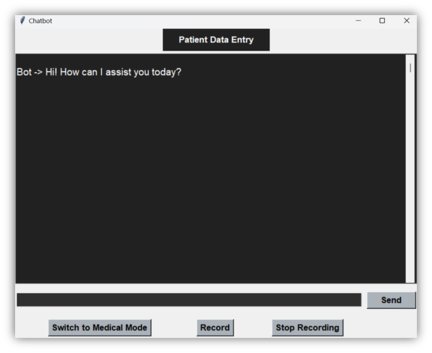 Chatbot
Patient Data Entry
Bot -> Hi! How can I assist you today?
Send
Switch to Medical Mode
Record
Stop Recording